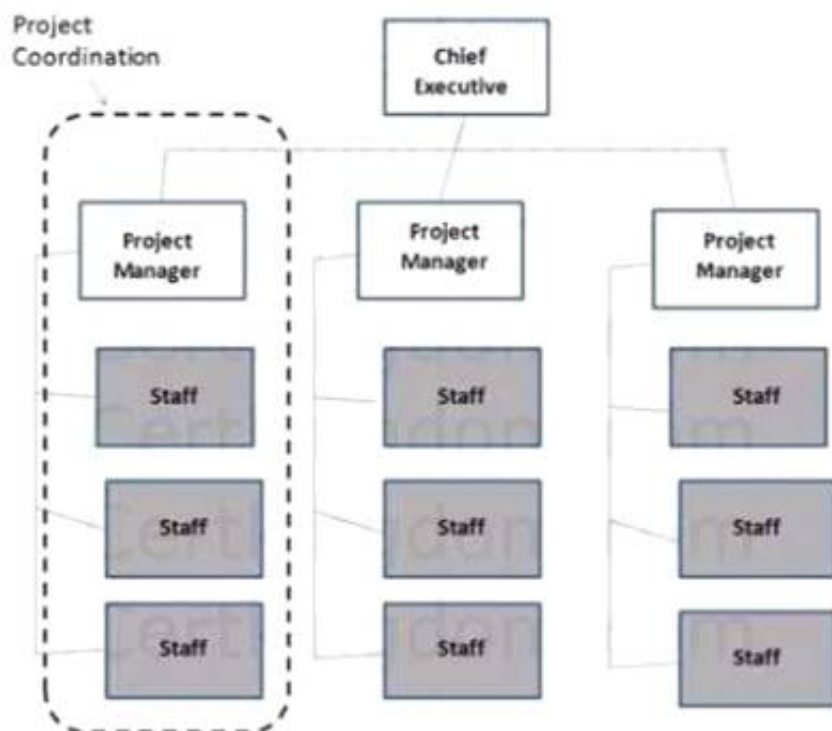 Project
Coordination
Chief
Executive
Project
Manager
Project
Manager
Project
Manager
Staff
Staff
Staff
Staff
Staff
Staff
Staff
Staff
Staff